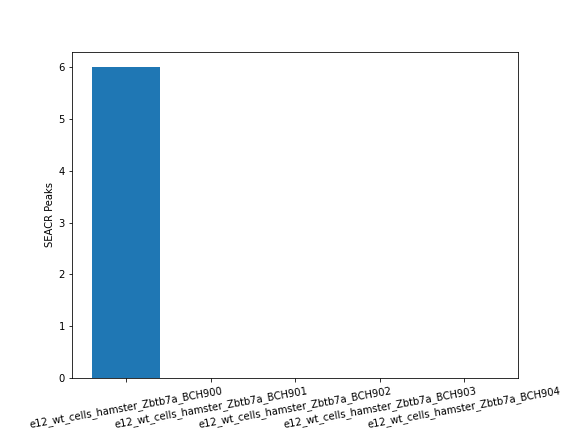 6
5
4
3
2
1
0
SEACR Peaks
e12_wt_cells_hamster_Zbtb7a_BCH900
e12_wt_cells_hamster_Zbtb7a_BCH901
e12_wt_cells_hamster_Zbtb7a_BCH902
e12_wt_cells_hamster_Zbtb7a_BCH903
e12_wt_cells_hamster_Zbtb7a_BCH904